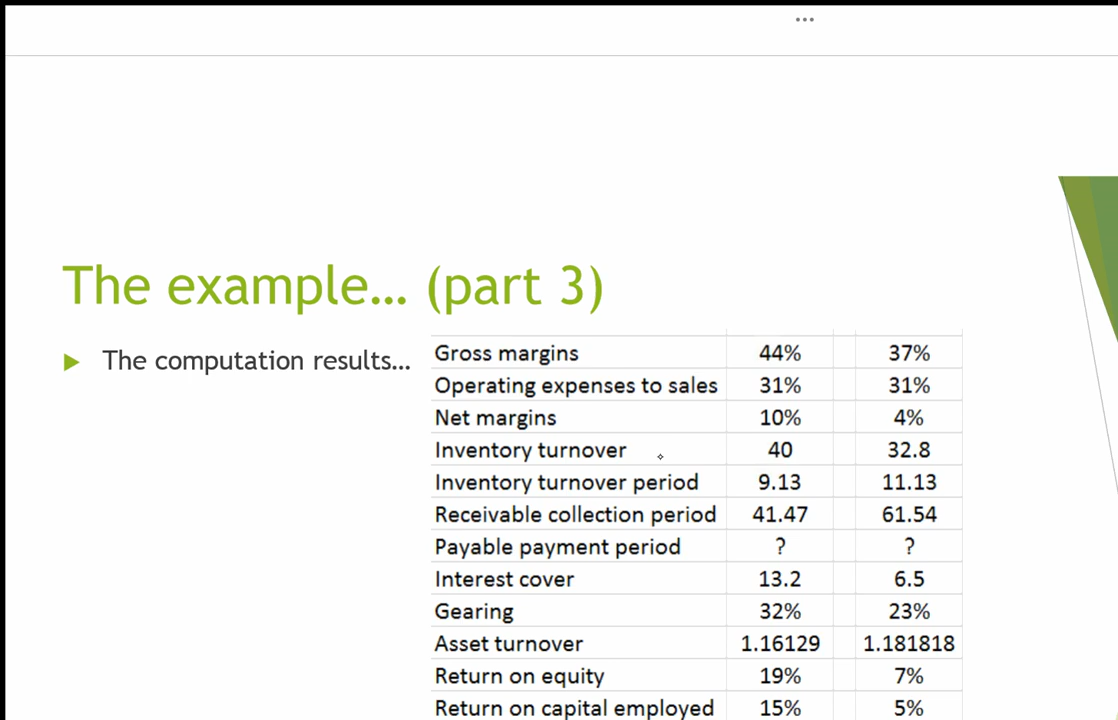 The example... (part 3)
The computation results...
Gross margins 44% 37%
Operating expenses to sales 31% 31%
Net margins 10% 4%
Inventory turnover 40 32.8
Inventory turnover period 9.13 11.13
Receivable collection period 41.47 61.54
Payable payment period ? ?
Interest cover 13.2 6.5
Gearing 32% 23%
Asset turnover 1.16129 1.181818
Return on equity 19% 7%
Return on capital employed 15% 5%